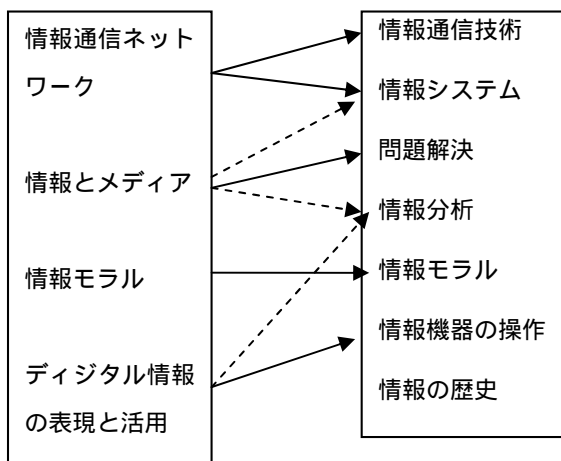 情報通信ネット
ワーク
情報とメディア
情報モラル
ディジタル情報
の表現と活用
情報通信技術
情報システム
問題解決
情報分析
情報モラル
情報機器の操作
情報の歴史